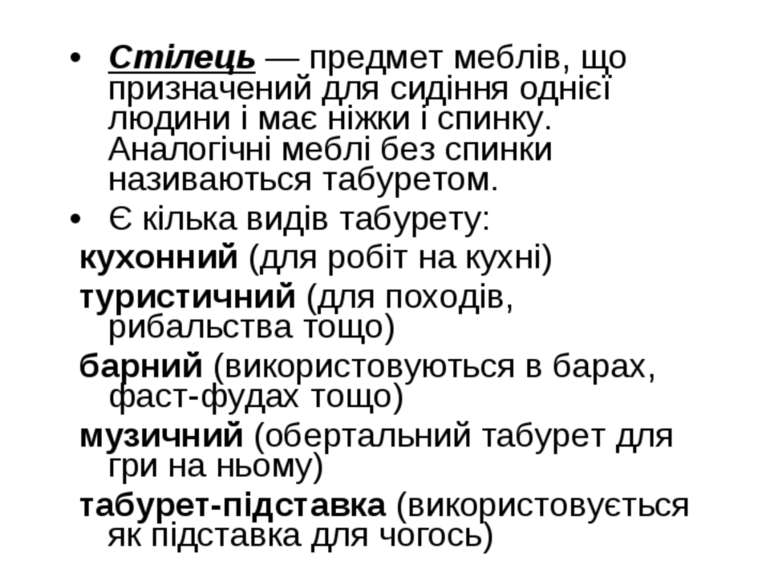 • Стілець — предмет меблів, що
призначений для сидіння однієї
людини і має ніжки і спинку.
Аналогічні меблі без спинки
називаються табуретом.
• Є кілька видів табурету:
кухонний (для робіт на кухні)
туристичний (для походів,
рибальства тощо)
барний (використовуються в барах,
фаст-фудах тощо)
музичний (обертальний табурет для
гри на ньому)
табурет-підставка (використовується
як підставка для чогось)